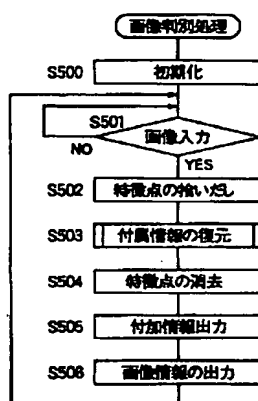 画像判別処理
S500 初期化
S501
画像入力
NO
YES
S502 特徴点の拾いだし
S503 付属情報の復元
S504 特徴点の消去
S505 付加情報出力
S506 画像情報の出力